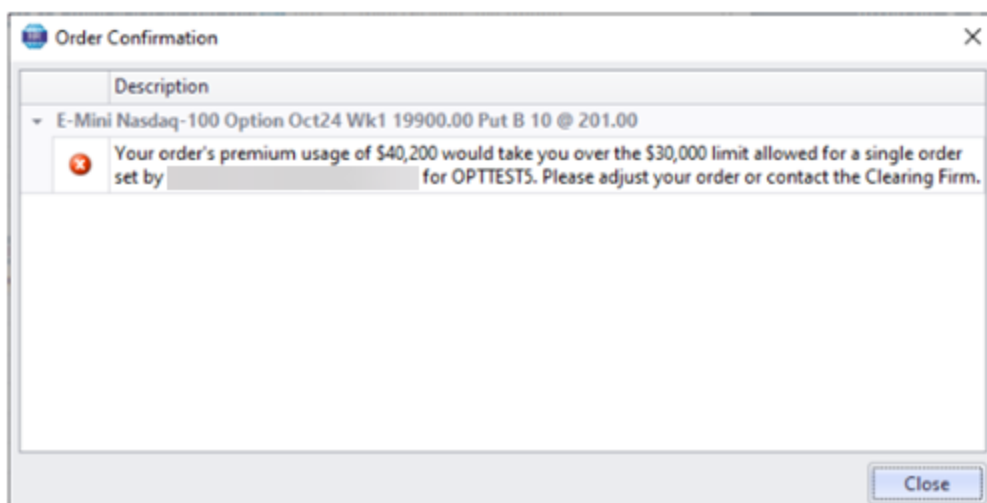 Order Confirmation
Description
E-Mini Nasdaq-100 Option Oct24 Wk1 19900.00 Put B 10 @ 201.00
Your order's premium usage of $40,200 would take you over the $30,000 limit allowed for a single order
set by for OPTTEST5. Please adjust your order or contact the Clearing Firm.
Close